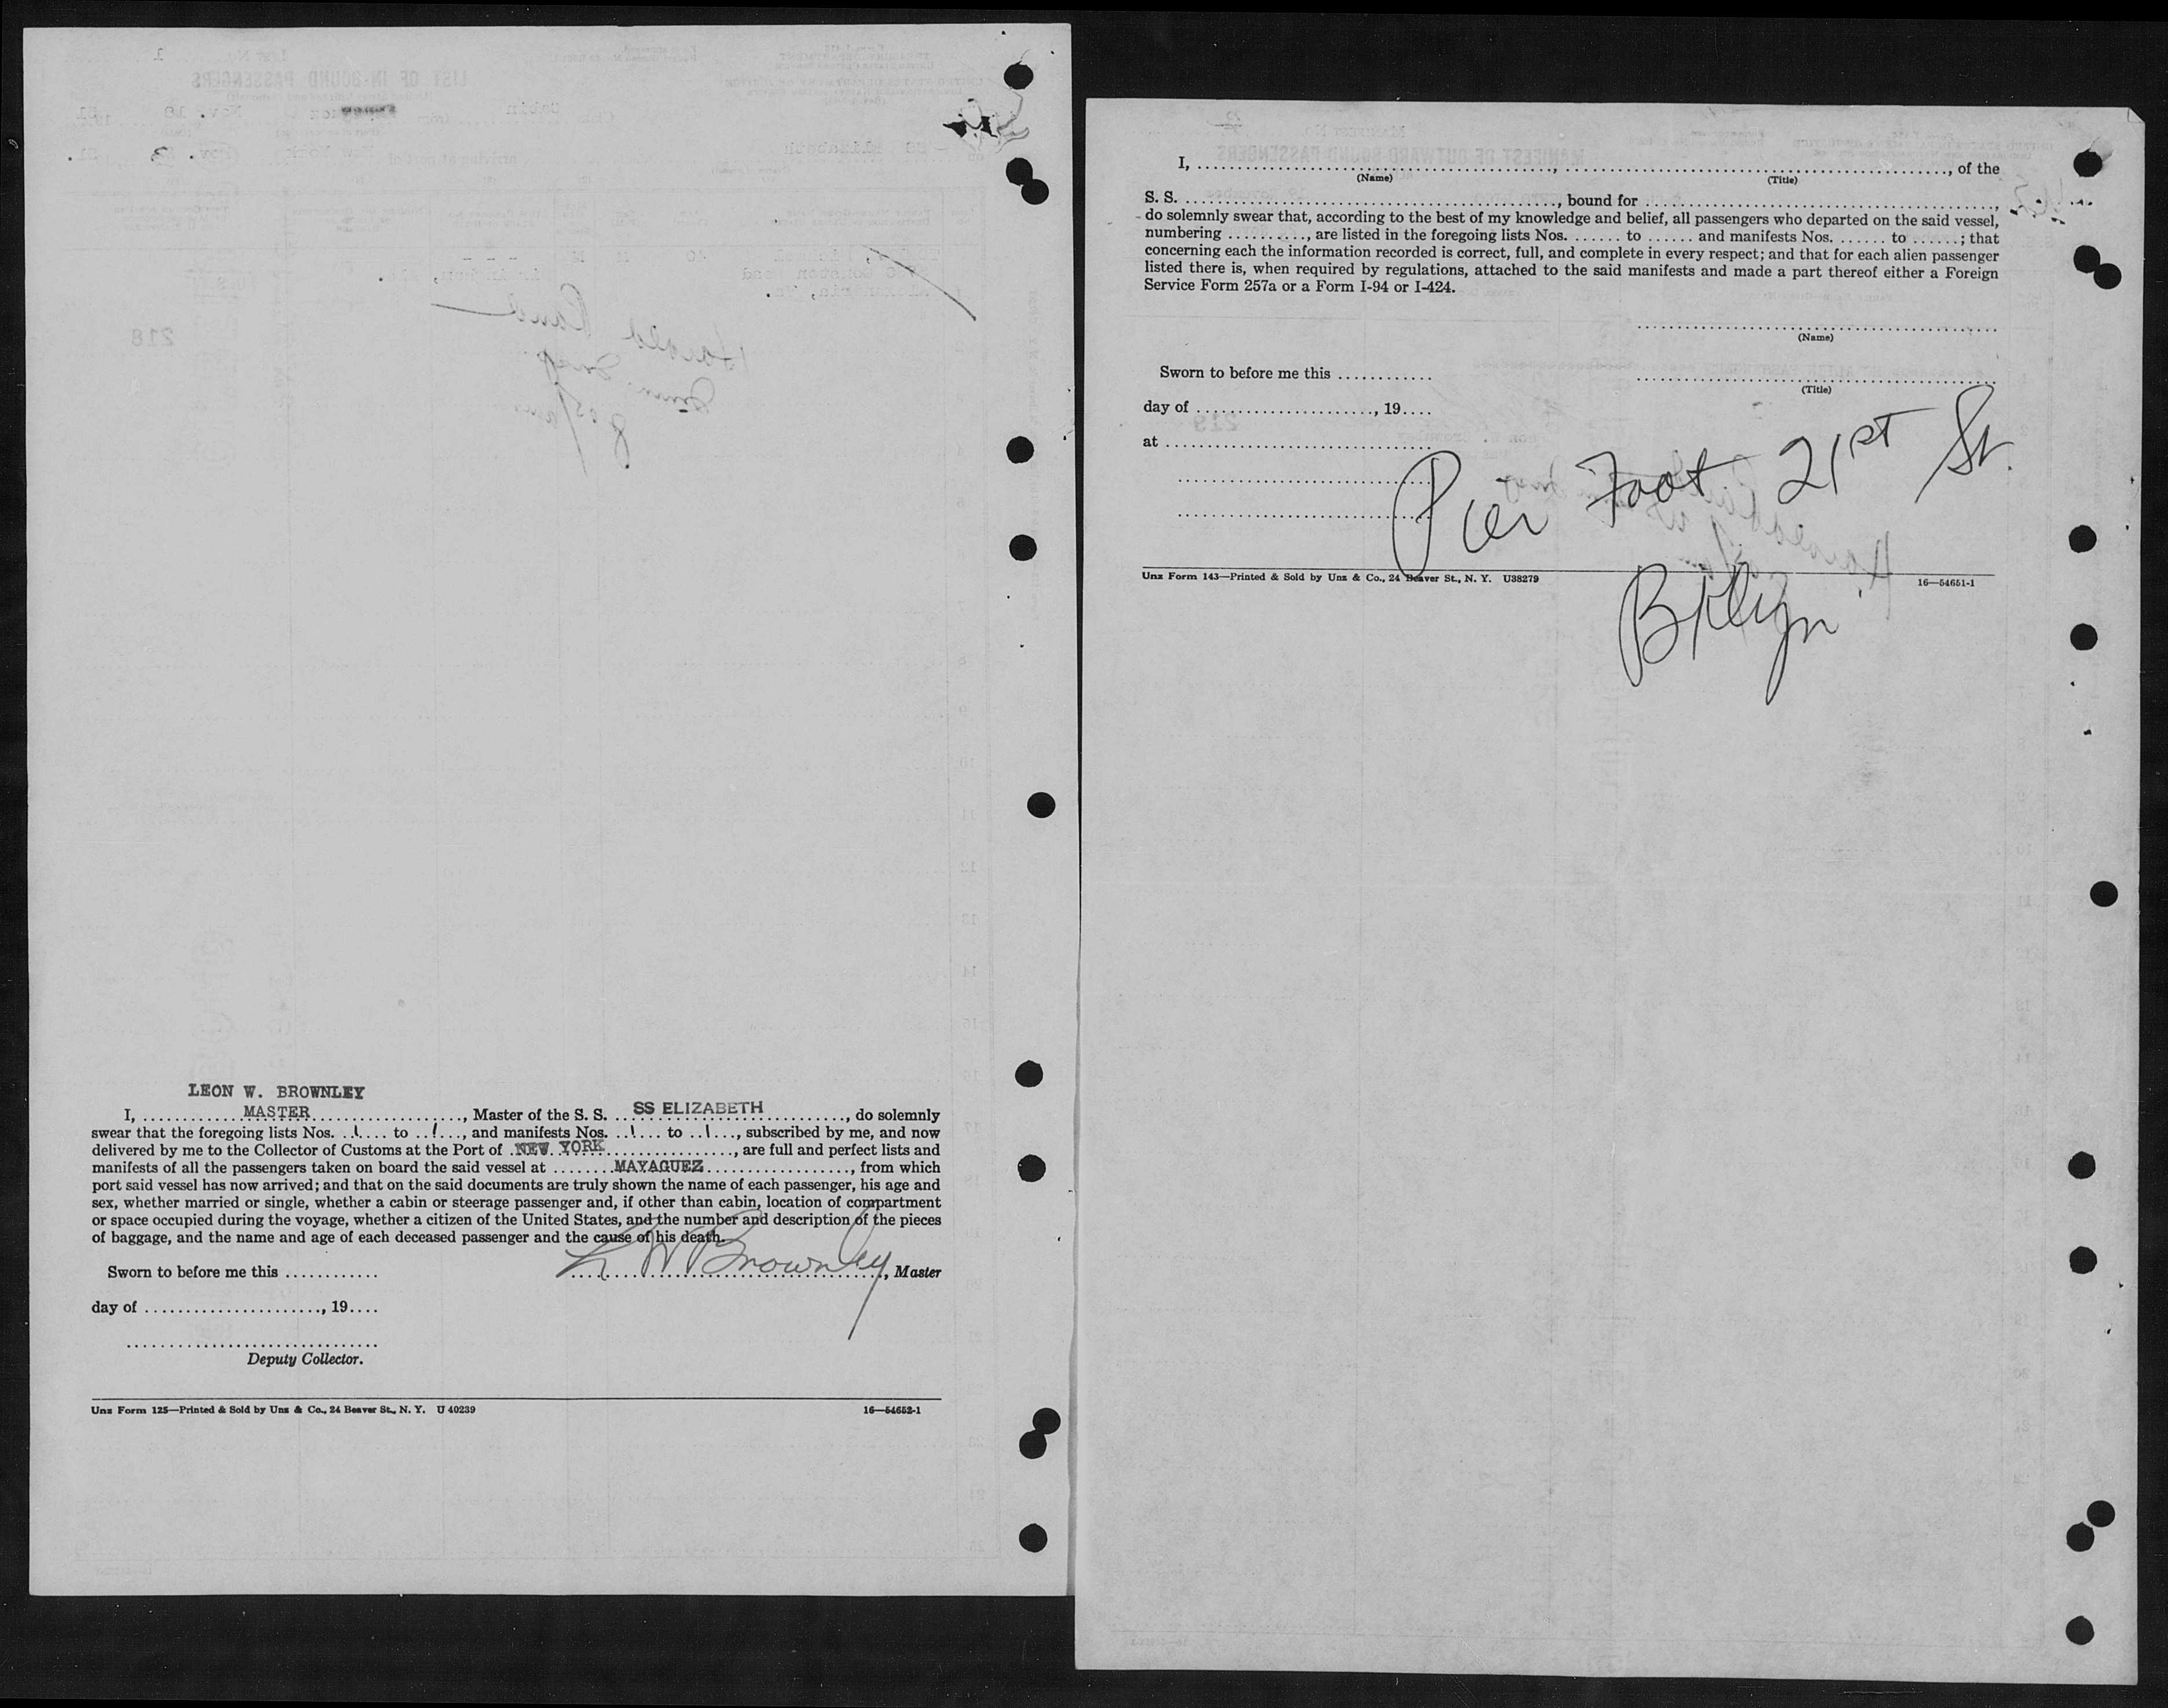 LEON W. BROWNLEY
I, ............ MASTER ..................., Master of the S. S. ... SS ELIZABETH ............, do solemnly
swear that the foregoing lists Nos. ..1.... to ..1..., and manifests Nos. ..1... to ..1..., subscribed by me, and now
delivered by me to the Collector of Customs at the Port of .NEW YORK................, are full and perfect lists and
manifests of all the passengers taken on board the said vessel at ........MAYAGUEZ.................., from which
port said vessel has now arrived; and that on the said documents are truly shown the name of each passenger, his age and
sex, whether married or single, whether a cabin or steerage passenger and, if other than cabin, location of compartment
or space occupied during the voyage, whether a citizen of the United States, and the number and description of the pieces
of baggage, and the name and age of each deceased passenger and the cause of his death.
L W Brownley
Sworn to before me this ............ , Master
day of ......................, 19....
Deputy Collector.
Unz Form 125—Printed & Sold by Unz & Co., 24 Beaver St., N. Y. U 40239 16—54652-1
I, ................................................, ................................................, of the
(Name) (Title)
S. S. ................................................, bound for ................................................,
do solemnly swear that, according to the best of my knowledge and belief, all passengers who departed on the said vessel,
numbering .........., are listed in the foregoing lists Nos. ...... to ...... and manifests Nos. ...... to ......; that
concerning each the information recorded is correct, full, and complete in every respect; and that for each alien passenger
listed there is, when required by regulations, attached to the said manifests and made a part thereof either a Foreign
Service Form 257a or a Form I-94 or I-424.
(Name)
Sworn to before me this ............
(Title)
day of ......................, 19....
at ..................................
Pier Foot 21st St.
Bklyn
Unz Form 143—Printed & Sold by Unz & Co., 24 Beaver St., N. Y. U38279 16—54651-1